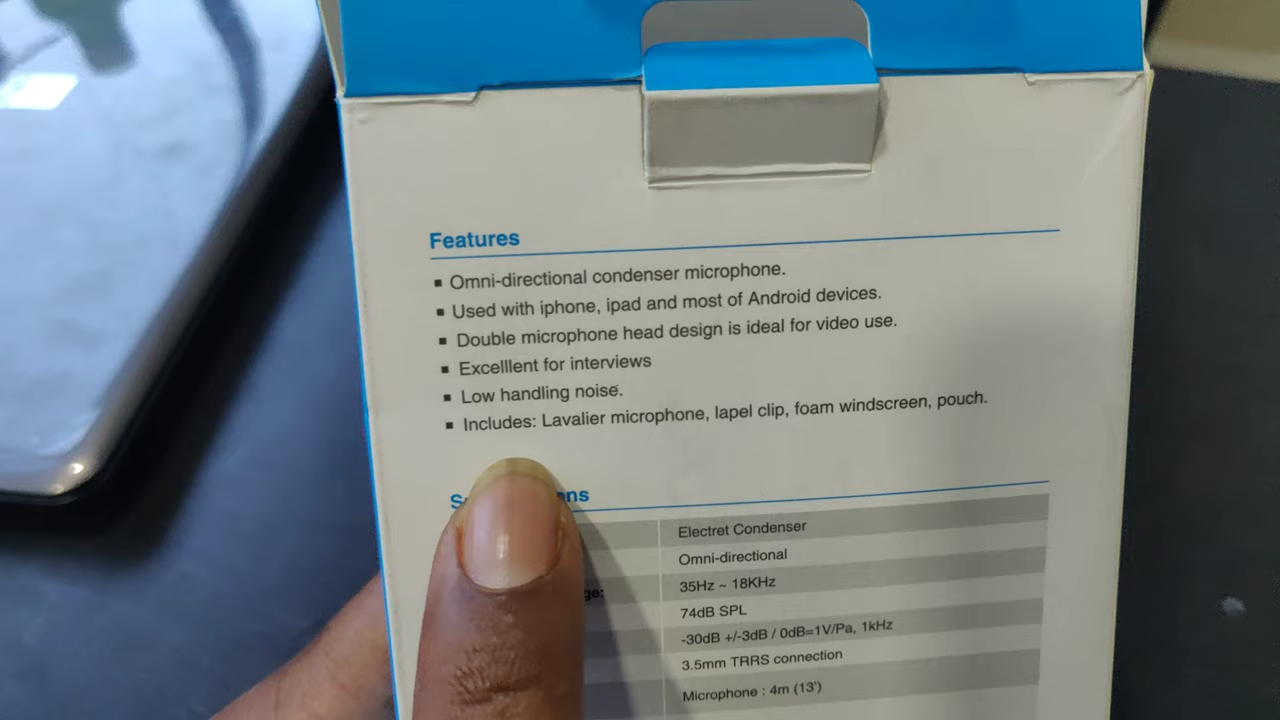 Features
▪ Omni-directional condenser microphone.
▪ Used with iphone, ipad and most of Android devices.
▪ Double microphone head design is ideal for video use.
▪ Excelllent for interviews
▪ Low handling noise.
▪ Includes: Lavalier microphone, lapel clip, foam windscreen, pouch.
Electret Condenser
Omni-directional
35Hz ~ 18KHz
74dB SPL
-30dB +/-3dB / 0dB=1V/Pa, 1kHz
3.5mm TRRS connection
Microphone : 4m (13')